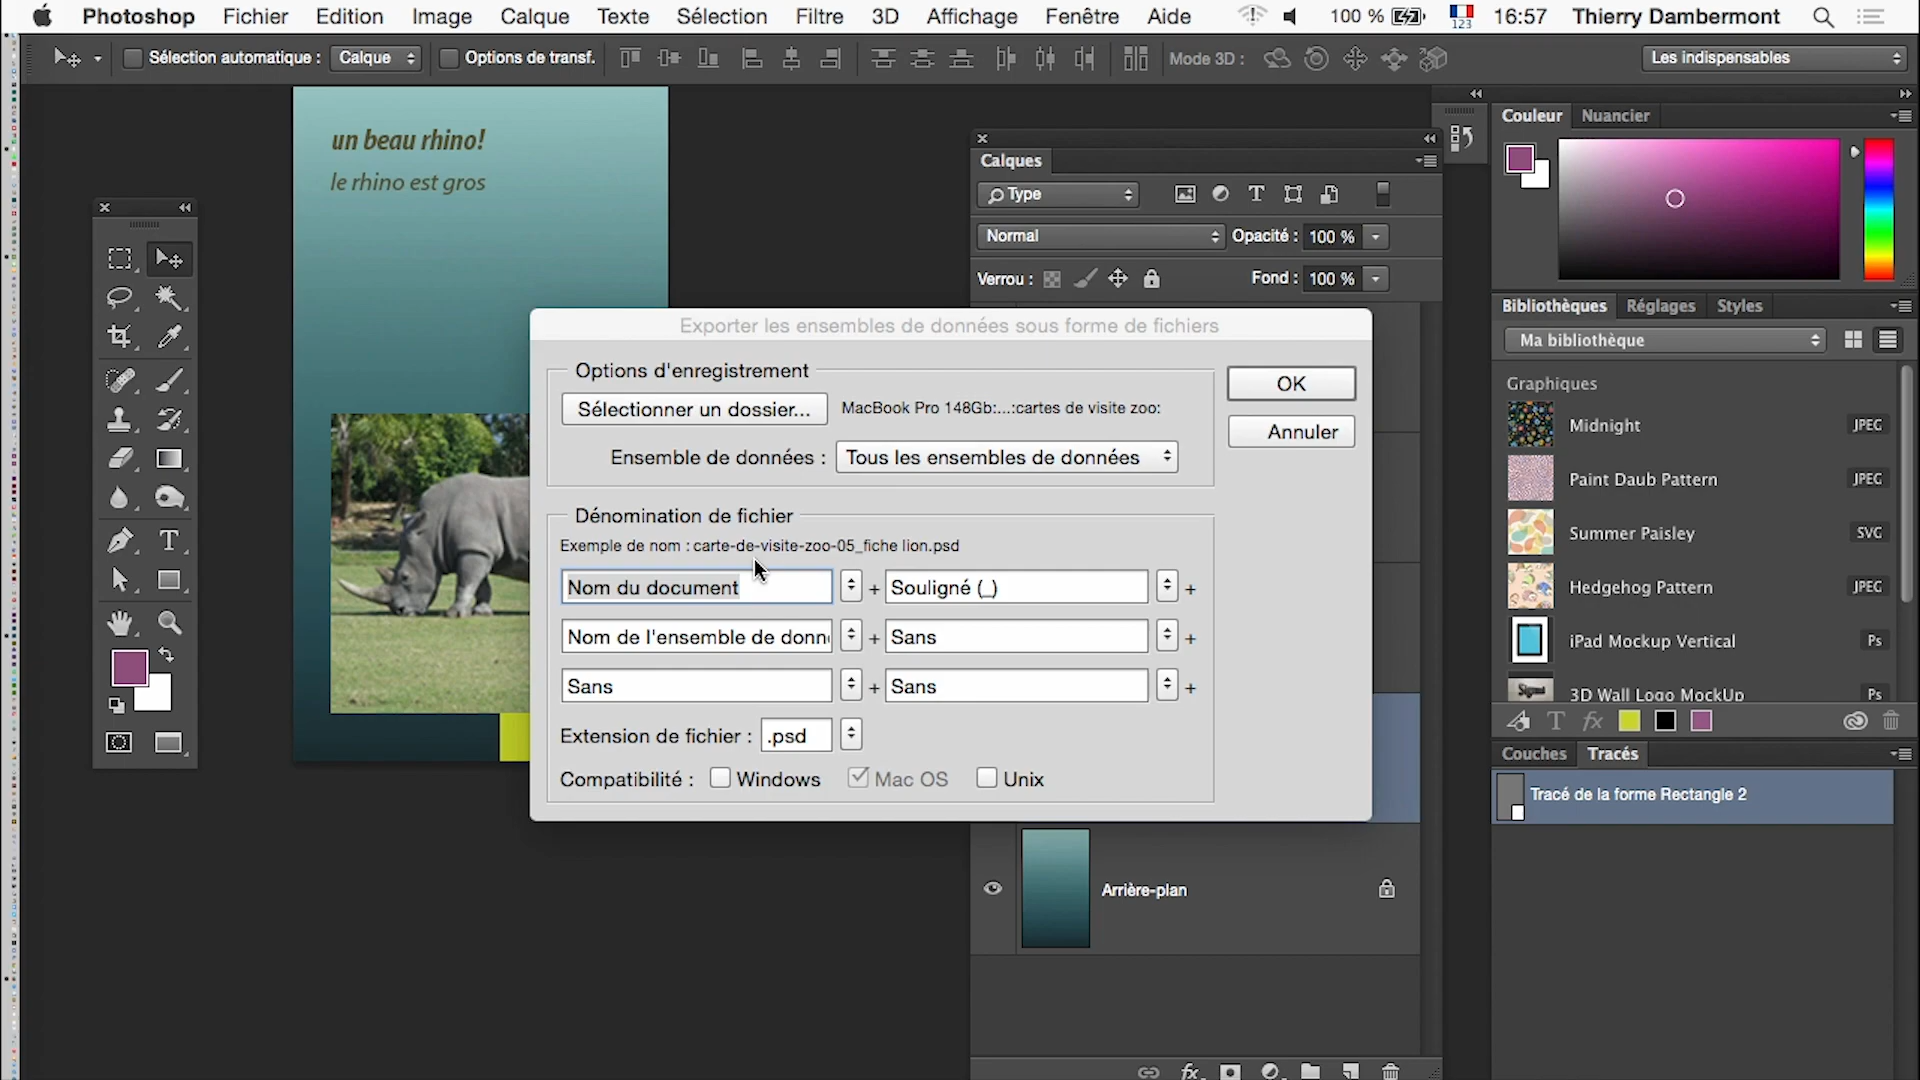 Photoshop Fichier Edition Image Calque Texte Sélection Filtre 3D Affichage Fenêtre Aide 100 % 123 16:57 Thierry Dambermont
Sélection automatique : Calque Options de transf. Mode 3D : Les indispensables
un beau rhino!
le rhino est gros
Calques
Type
Normal Opacité : 100 %
Verrou : Fond : 100 %
Exporter les ensembles de données sous forme de fichiers
Options d'enregistrement
Sélectionner un dossier... MacBook Pro 148Gb:...:cartes de visite zoo:
Ensemble de données : Tous les ensembles de données
OK
Annuler
Dénomination de fichier
Exemple de nom : carte-de-visite-zoo-05_fiche lion.psd
Nom du document + Souligné (_) +
Nom de l'ensemble de donn + Sans +
Sans + Sans +
Extension de fichier : .psd
Compatibilité : Windows Mac OS Unix
Arrière-plan
Couleur Nuancier
Bibliothèques Réglages Styles
Ma bibliothèque
Graphiques
Midnight JPEG
Paint Daub Pattern JPEG
Summer Paisley SVG
Hedgehog Pattern JPEG
iPad Mockup Vertical Ps
3D Wall Logo MockUp Ps
Couches Tracés
Tracé de la forme Rectangle 2